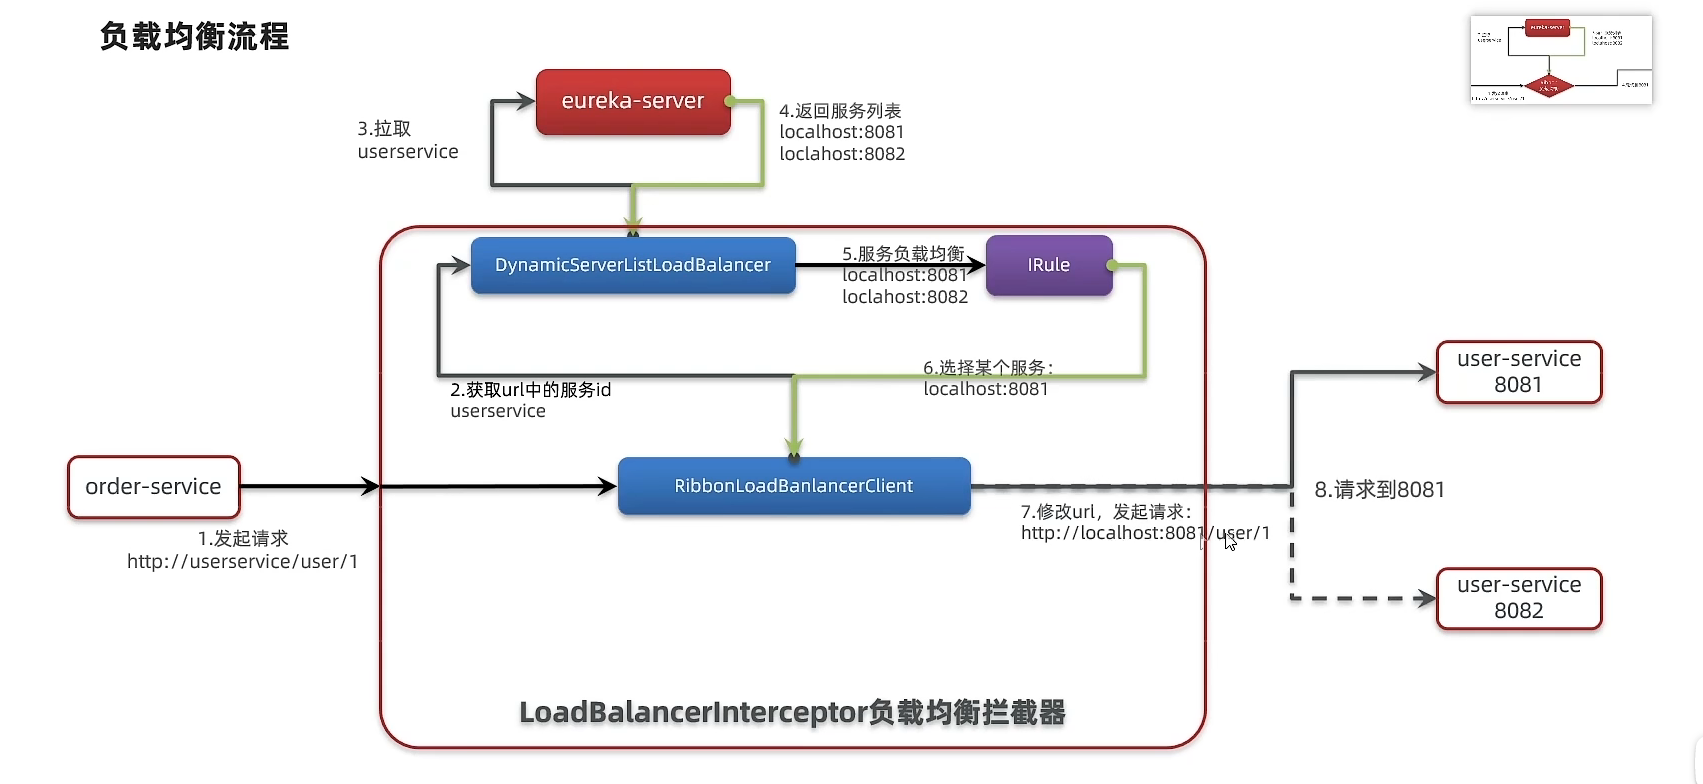 负载均衡流程
eureka-server
3.拉取
userservice
4.返回服务列表
localhost:8081
loclahost:8082
DynamicServerListLoadBalancer
5.服务负载均衡
localhost:8081
loclahost:8082
IRule
2.获取url中的服务id
userservice
6.选择某个服务：
localhost:8081
user-service
8081
order-service
1.发起请求
http://userservice/user/1
RibbonLoadBanlancerClient
7.修改url，发起请求：
http://localhost:8081/user/1
8.请求到8081
user-service
8082
LoadBalancerInterceptor负载均衡拦截器
eureka-server
userservice